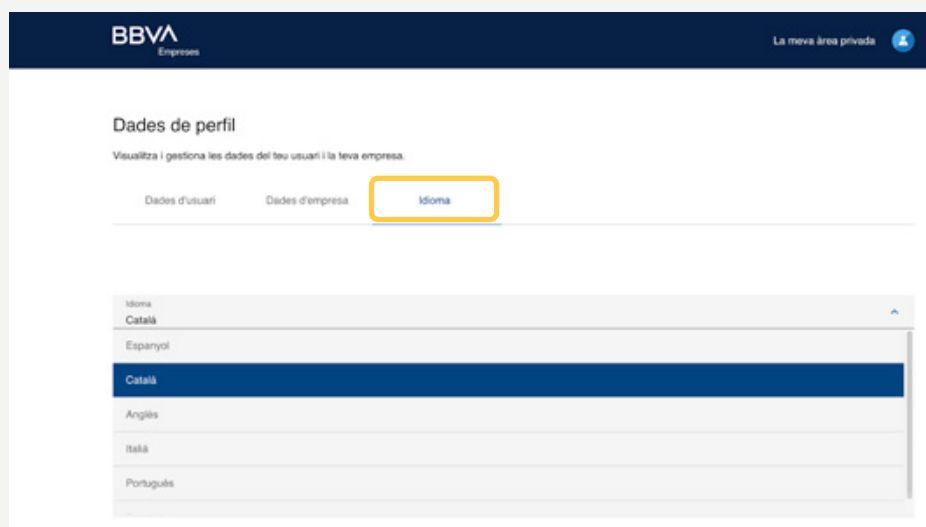 BBVA
Empreses
La meva àrea privada
Dades de perfil
Visualitza i gestiona les dades del teu usuari i la teva empresa.
Dades d'usuari
Dades d'empresa
Idioma
Idioma
Català
Espanyol
Català
Anglès
Italià
Portuguès